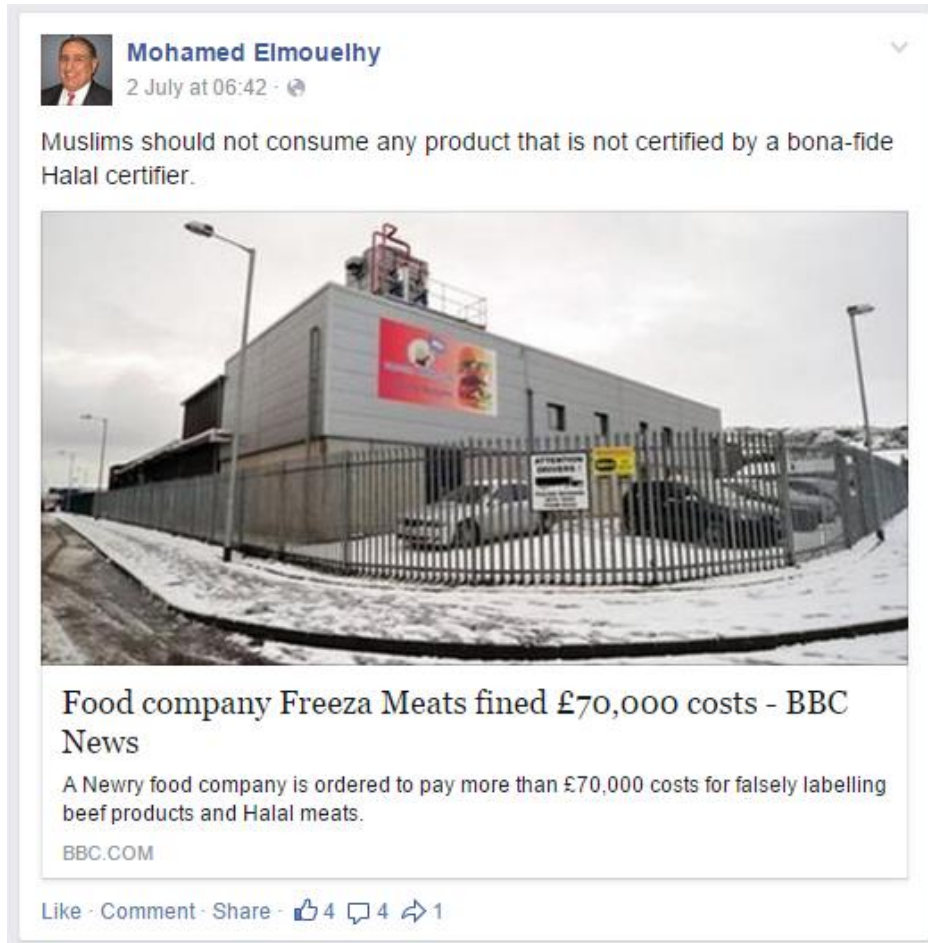 Mohamed Elmouelhy
2 July at 06:42 ·
Muslims should not consume any product that is not certified by a bona-fide
Halal certifier.
ATTENTION
DRIVERS !
Food company Freeza Meats fined £70,000 costs - BBC
News
A Newry food company is ordered to pay more than £70,000 costs for falsely labelling
beef products and Halal meats.
BBC.COM
Like · Comment · Share · 4 4 1